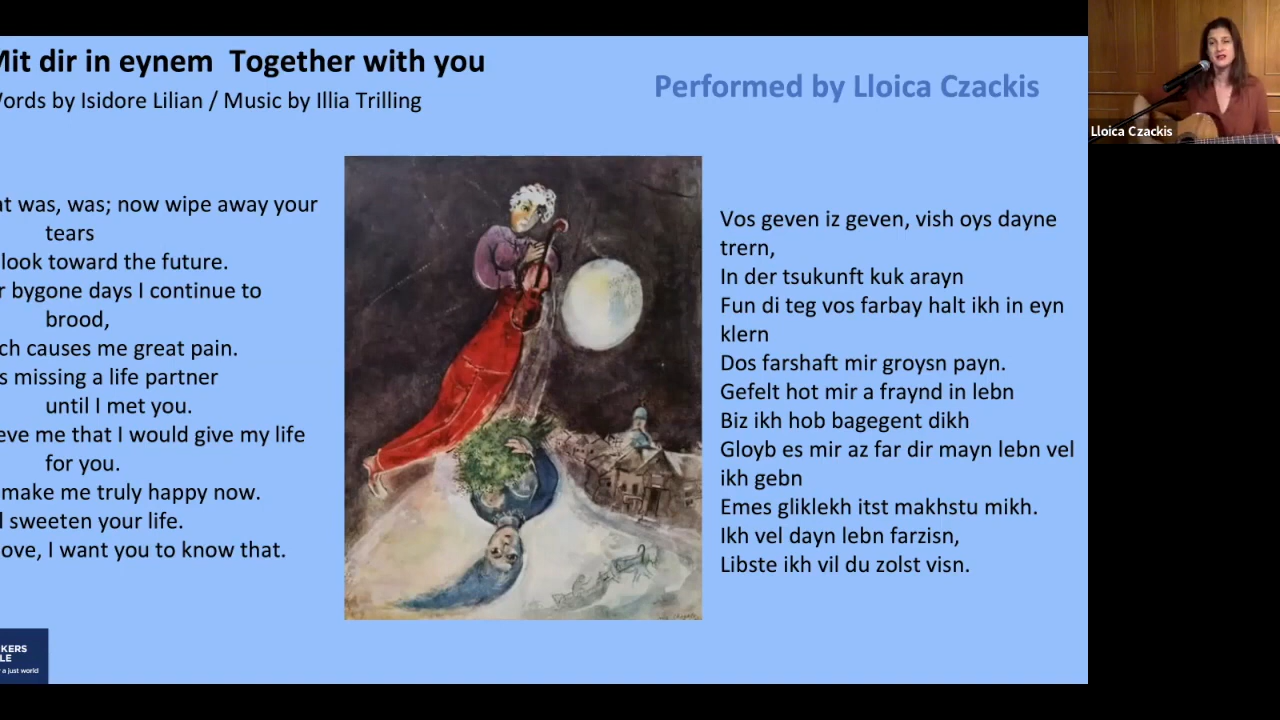 Mit dir in eynem Together with you
Words by Isidore Lilian / Music by Illia Trilling
Performed by Lloica Czackis
Lloica Czackis
at was, was; now wipe away your
tears
look toward the future.
r bygone days I continue to
brood,
ch causes me great pain.
s missing a life partner
until I met you.
eve me that I would give my life
for you.
make me truly happy now.
l sweeten your life.
ove, I want you to know that.
Vos geven iz geven, vish oys dayne
trern,
In der tsukunft kuk arayn
Fun di teg vos farbay halt ikh in eyn
klern
Dos farshaft mir groysn payn.
Gefelt hot mir a fraynd in lebn
Biz ikh hob bagegent dikh
Gloyb es mir az far dir mayn lebn vel
ikh gebn
Emes gliklekh itst makhstu mikh.
Ikh vel dayn lebn farzisn,
Libste ikh vil du zolst visn.
KERS
LE
a just world